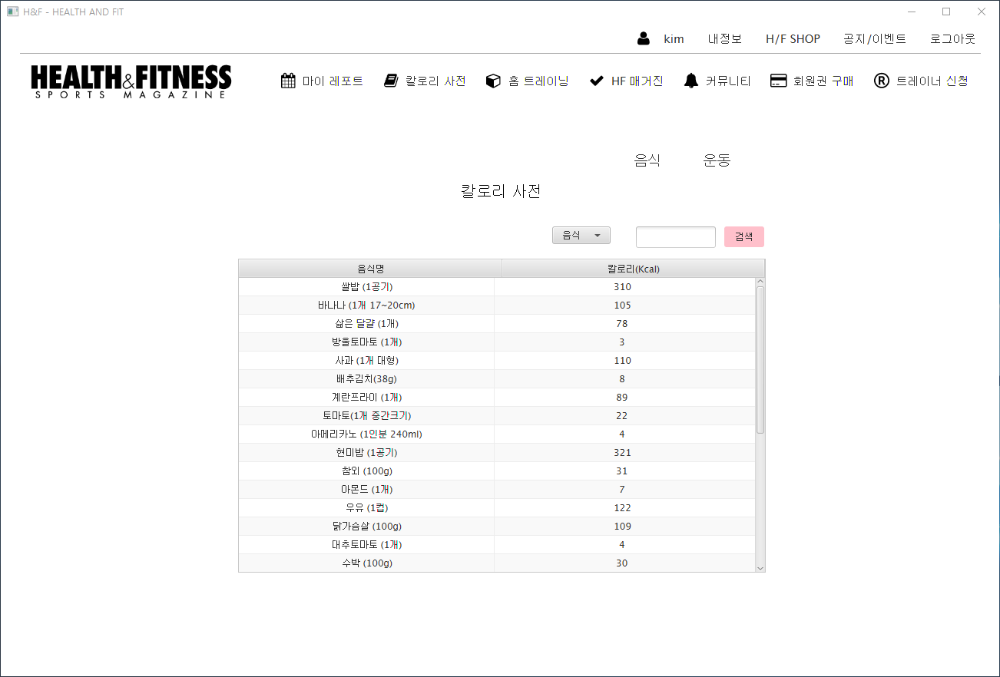 H&F - HEALTH AND FIT
kim 내정보 H/F SHOP 공지/이벤트 로그아웃
HEALTH&FITNESS
SPORTS MAGAZINE
마이 레포트 칼로리 사전 홈 트레이닝 HF 매거진 커뮤니티 회원권 구매 트레이너 신청
음식 운동
칼로리 사전
음식 검색
음식명 칼로리(Kcal)
쌀밥 (1공기) 310
바나나 (1개 17~20cm) 105
삶은 달걀 (1개) 78
방울토마토 (1개) 3
사과 (1개 대형) 110
배추김치(38g) 8
계란프라이 (1개) 89
토마토(1개 중간크기) 22
아메리카노 (1인분 240ml) 4
현미밥 (1공기) 321
참외 (100g) 31
아몬드 (1개) 7
우유 (1컵) 122
닭가슴살 (100g) 109
대추토마토 (1개) 4
수박 (100g) 30